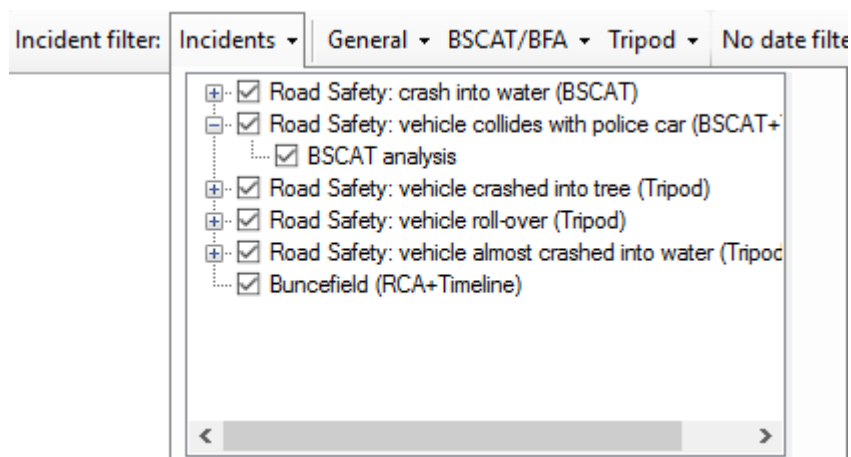 Incident filter: Incidents General BSCAT/BFA Tripod No date filte
Road Safety: crash into water (BSCAT)
Road Safety: vehicle collides with police car (BSCAT+
BSCAT analysis
Road Safety: vehicle crashed into tree (Tripod)
Road Safety: vehicle roll-over (Tripod)
Road Safety: vehicle almost crashed into water (Tripod
Buncefield (RCA+Timeline)